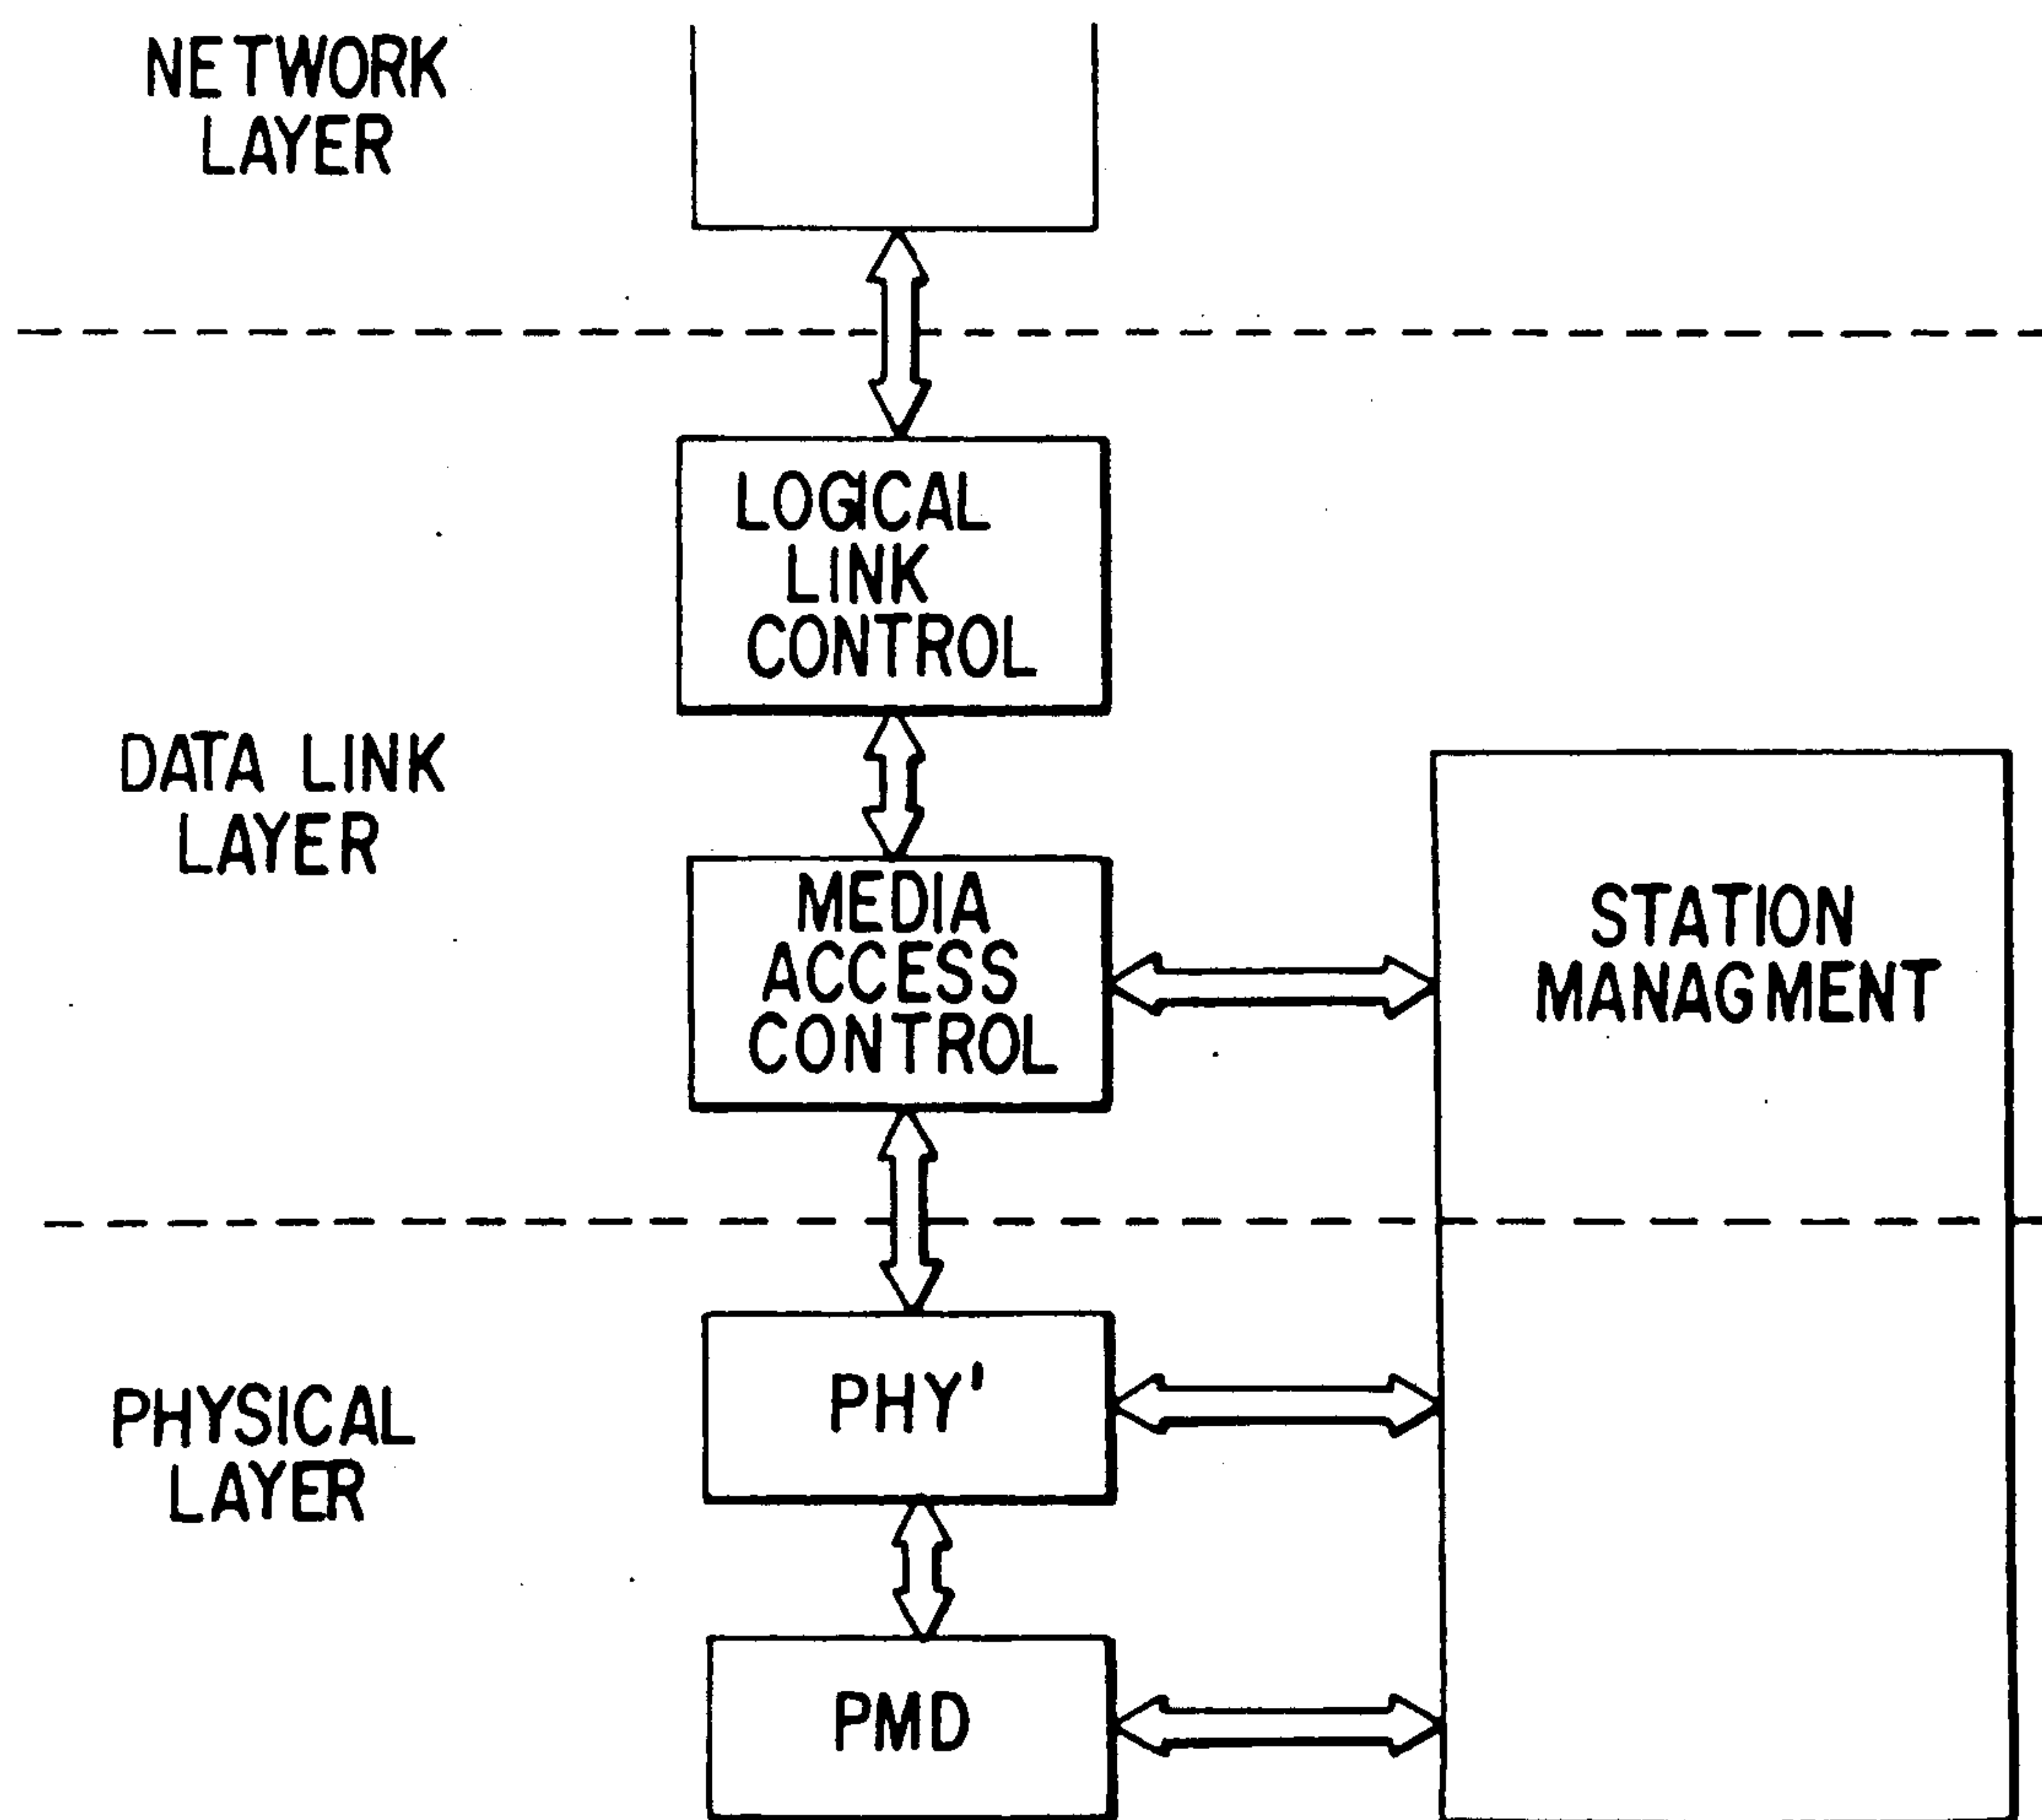 NETWORK
LAYER
LOGICAL
LINK
CONTROL
DATA LINK
LAYER
MEDIA
ACCESS
CONTROL
STATION
MANAGMENT
PHY'
PHYSICAL
LAYER
PMD